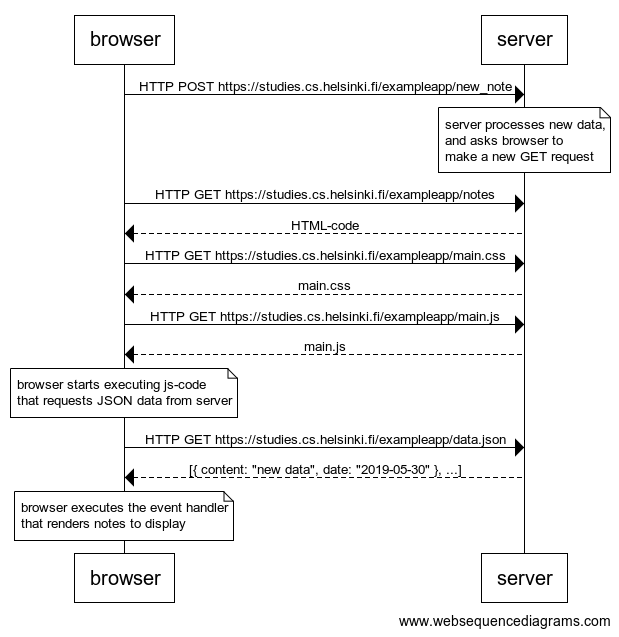 browser
server
HTTP POST https://studies.cs.helsinki.fi/exampleapp/new_note
server processes new data,
and asks browser to
make a new GET request
HTTP GET https://studies.cs.helsinki.fi/exampleapp/notes
HTML-code
HTTP GET https://studies.cs.helsinki.fi/exampleapp/main.css
main.css
HTTP GET https://studies.cs.helsinki.fi/exampleapp/main.js
main.js
browser starts executing js-code
that requests JSON data from server
HTTP GET https://studies.cs.helsinki.fi/exampleapp/data.json
[{ content: "new data", date: "2019-05-30" }, ...]
browser executes the event handler
that renders notes to display
browser
server
www.websequencediagrams.com